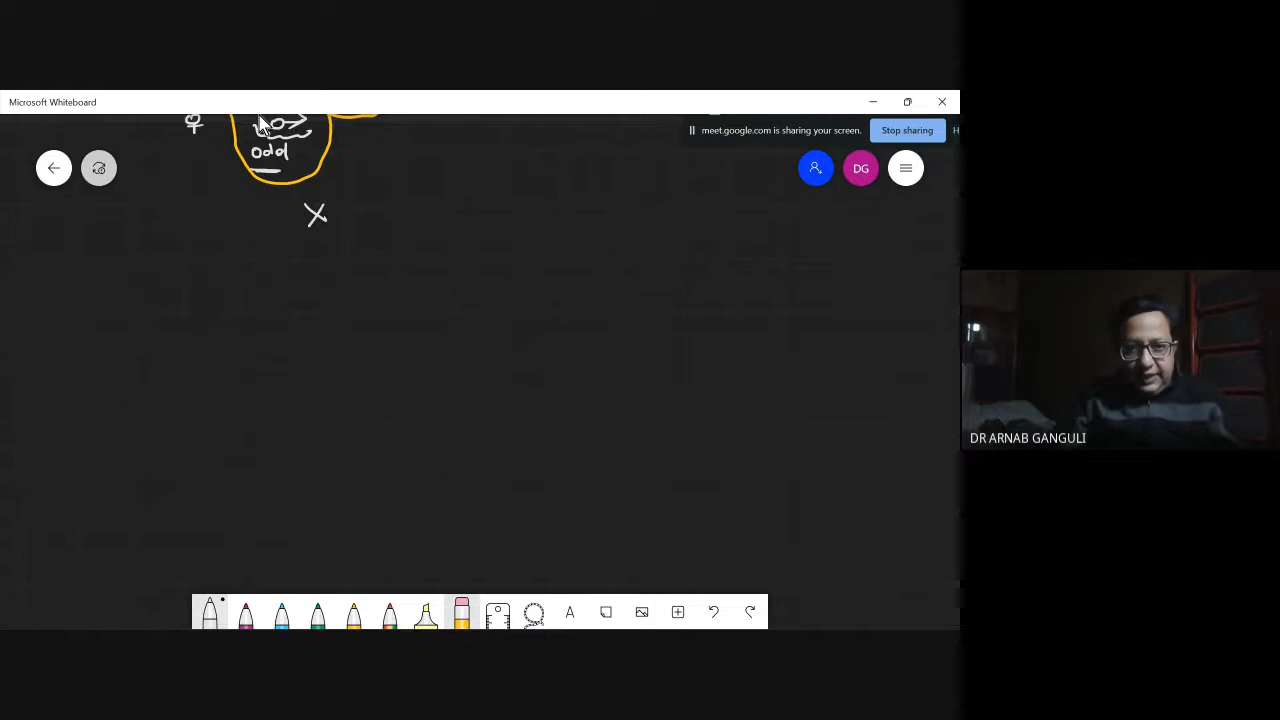 Microsoft Whiteboard
meet.google.com is sharing your screen.
Stop sharing
H
♀
odd
X
DG
DR ARNAB GANGULI
A